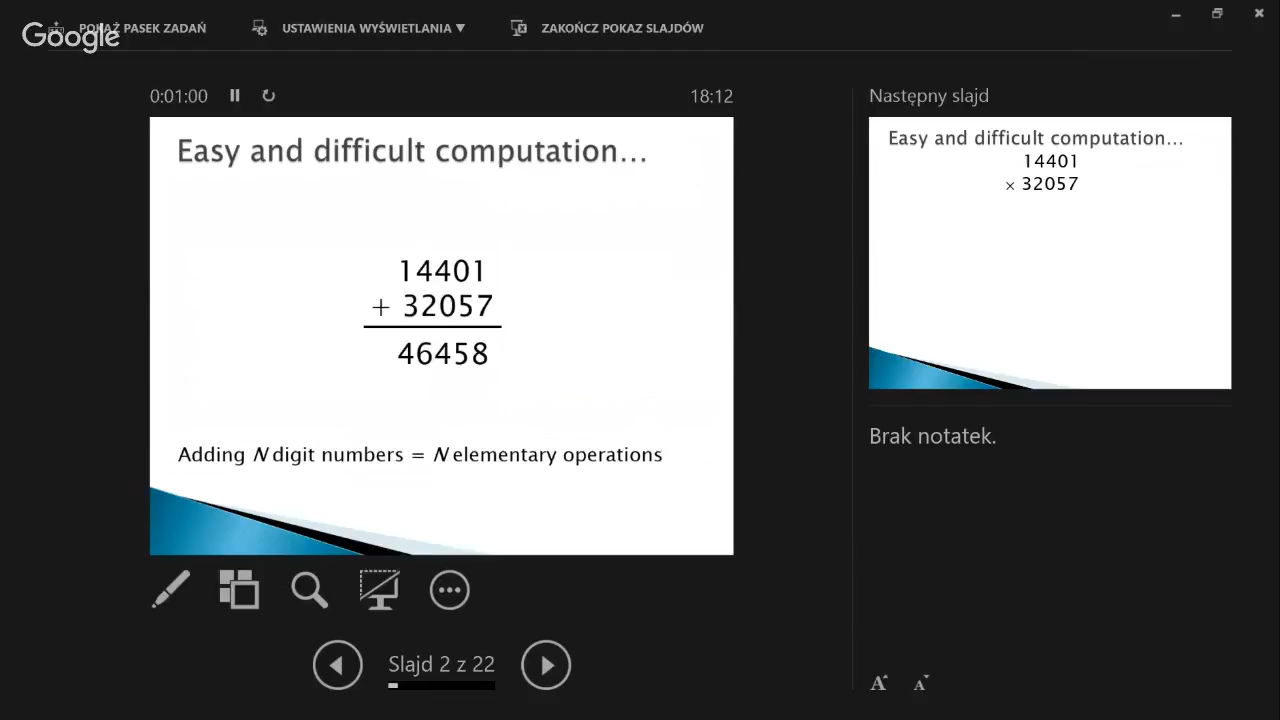 Google
POKAŻ PASEK ZADAŃ
USTAWIENIA WYŚWIETLANIA ▼
ZAKOŃCZ POKAZ SLAJDÓW
0:01:00
18:12
Easy and difficult computation...
14401
+ 32057
46458
Adding N digit numbers = N elementary operations
Slajd 2 z 22
Następny slajd
Easy and difficult computation...
14401
× 32057
Brak notatek.
A A